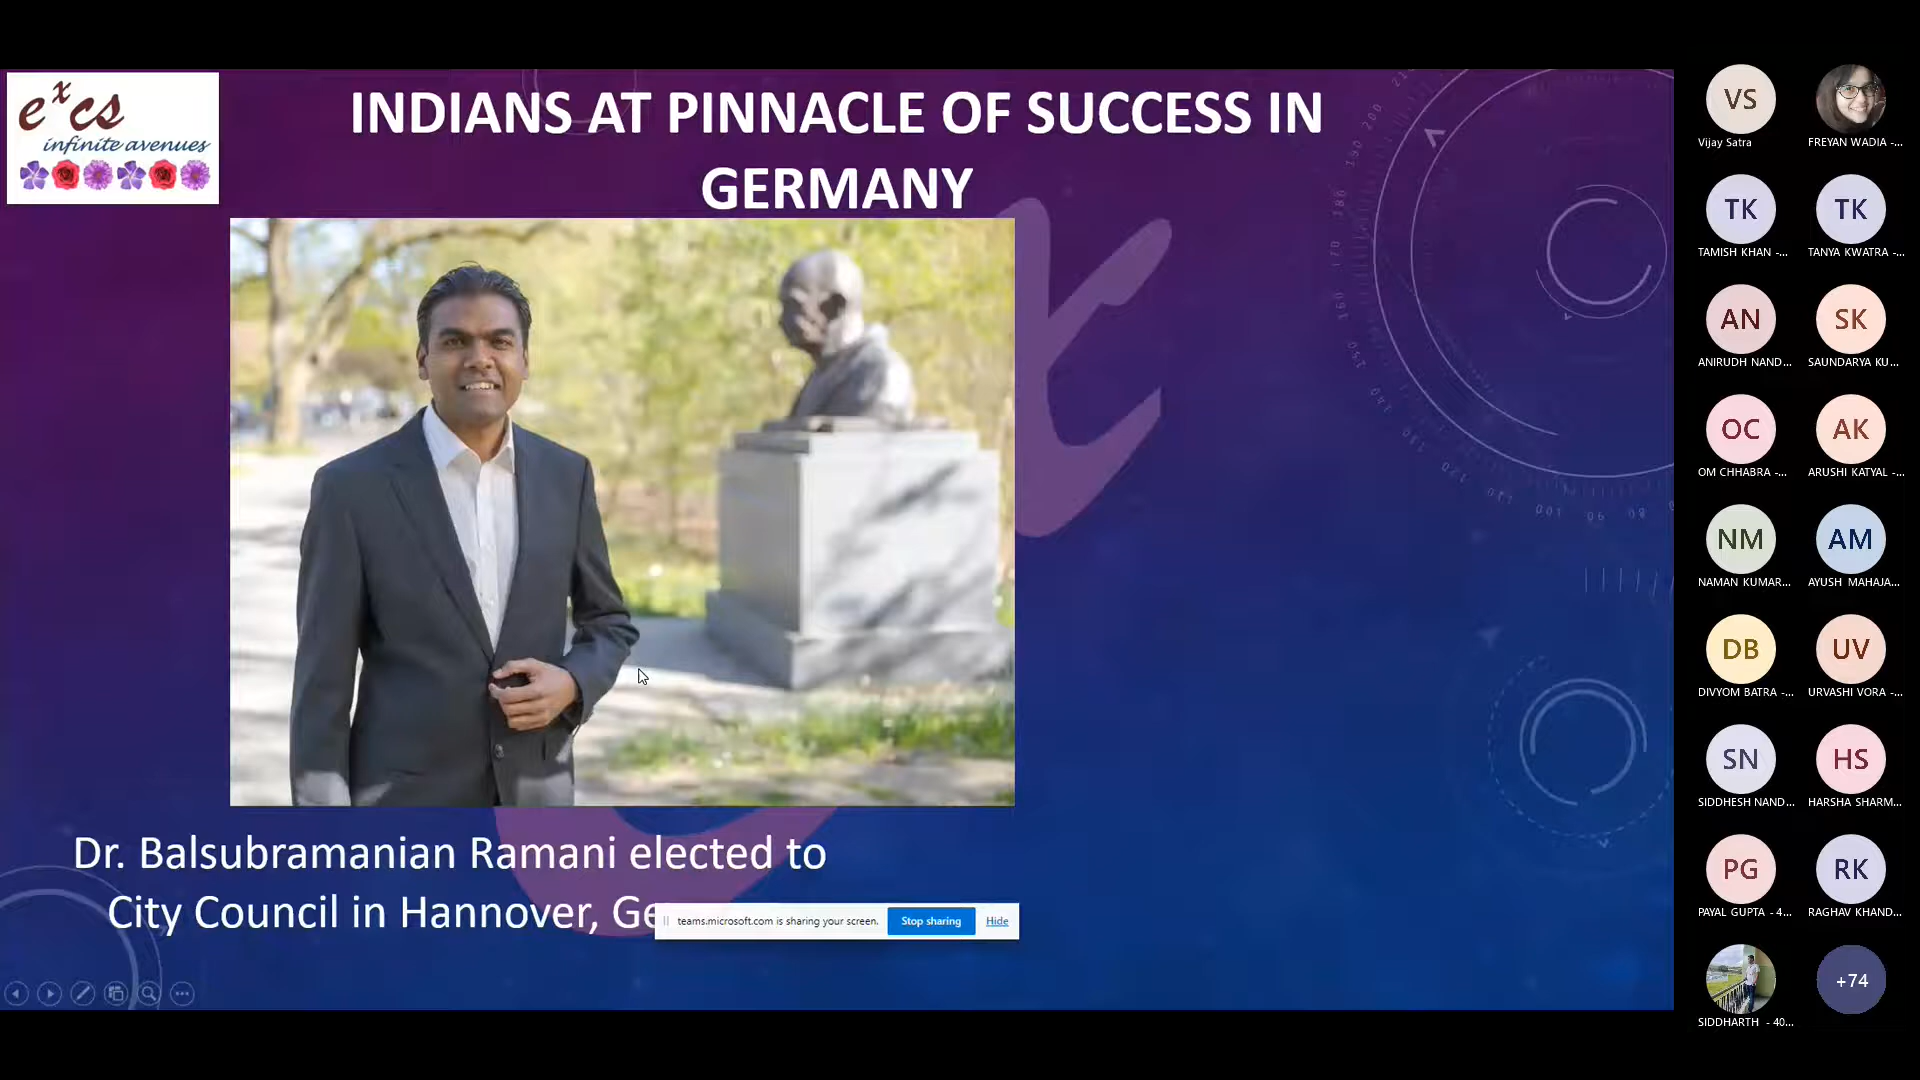 e^x cs
infinite avenues
INDIANS AT PINNACLE OF SUCCESS IN
GERMANY
Dr. Balsubramanian Ramani elected to
City Council in Hannover, Ge
teams.microsoft.com is sharing your screen.
Stop sharing
Hide
VS
Vijay Satra
FREYAN WADIA -...
TK
TAMISH KHAN -...
TK
TANYA KWATRA -...
AN
ANIRUDH NAND...
SK
SAUNDARYA KU...
OC
OM CHHABRA -...
AK
ARUSHI KATYAL -...
NM
NAMAN KUMAR...
AM
AYUSH MAHAJA...
DB
DIVYOM BATRA -...
UV
URVASHI VORA -...
SN
SIDDHESH NAND...
HS
HARSHA SHARM...
PG
PAYAL GUPTA - 4...
RK
RAGHAV KHAND...
SIDDHARTH - 40...
+74